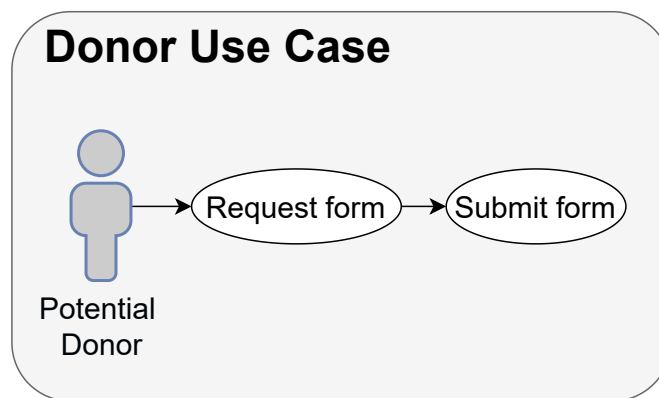 Donor Use Case
Request form
Submit form
Potential
Donor